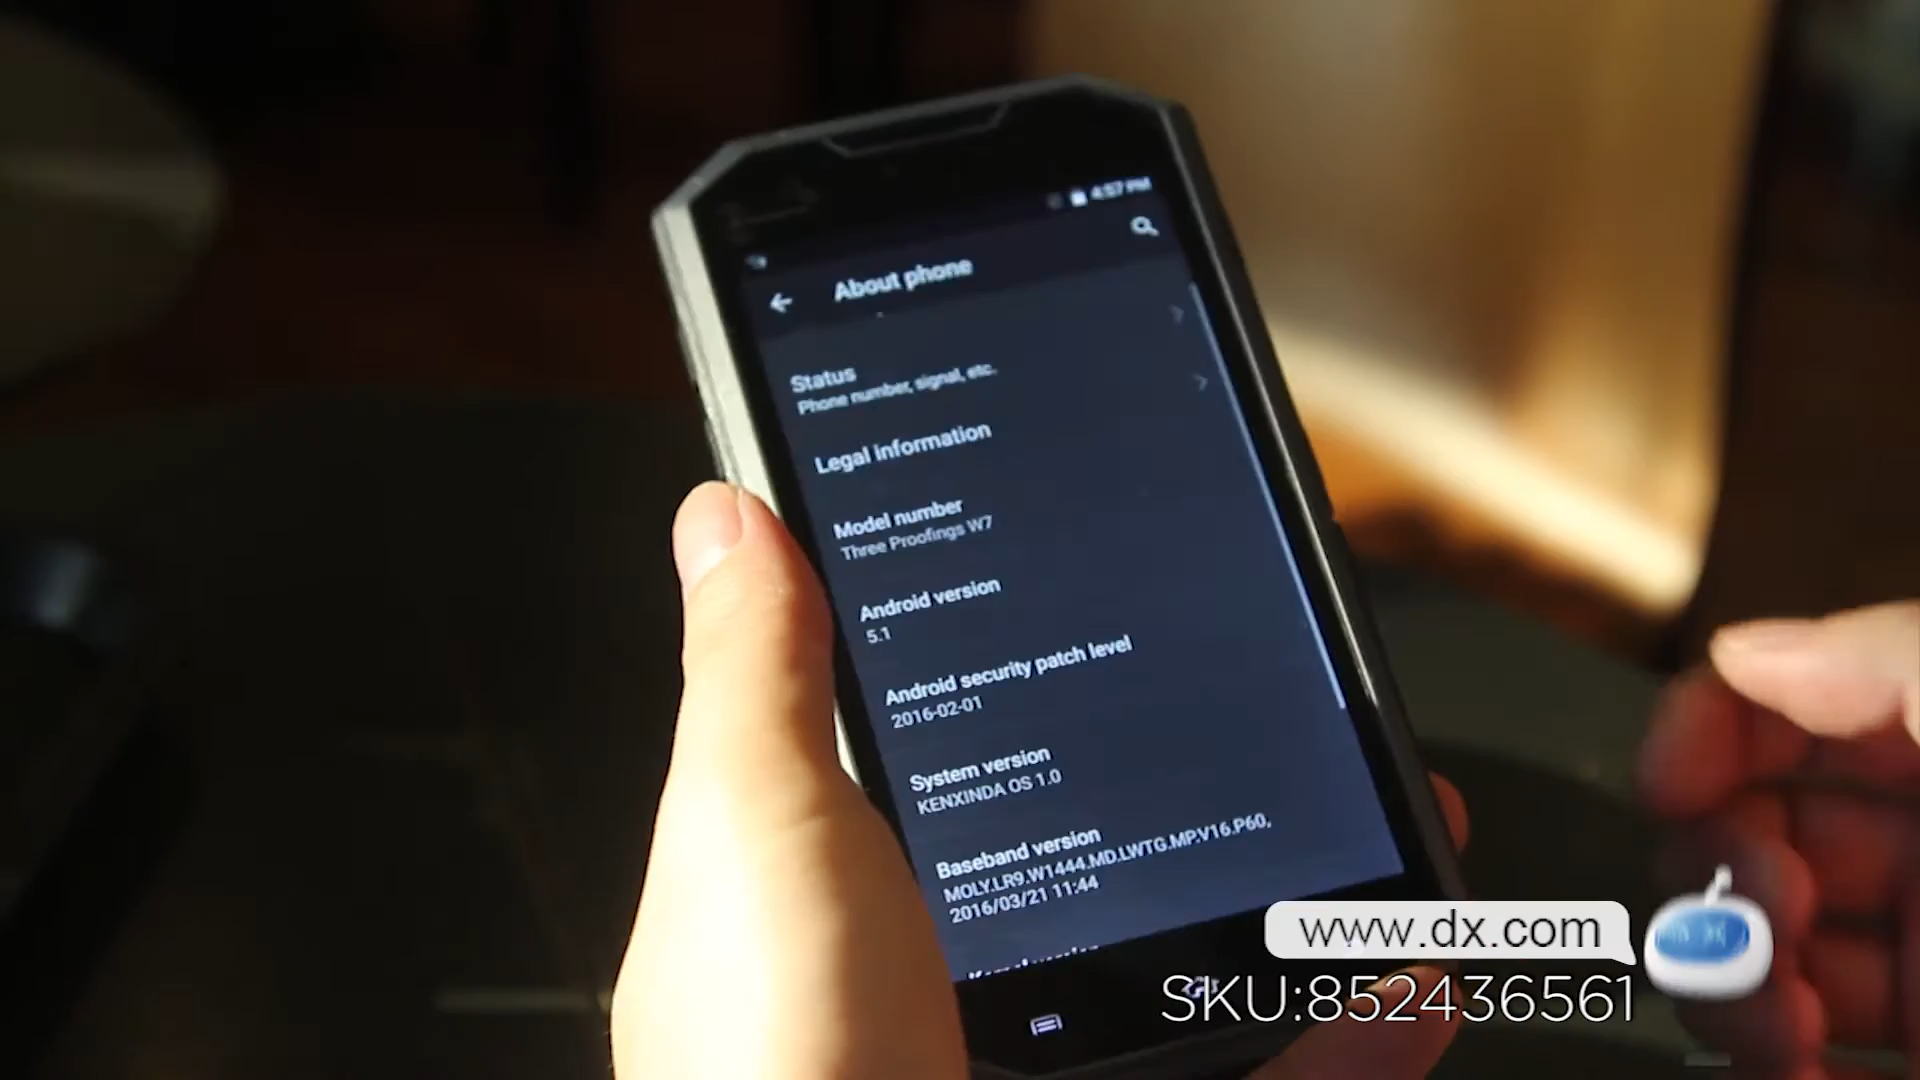 4:57 PM
About phone
Status
Phone number, signal, etc.
Legal information
Model number
Three Proofings W7
Android version
5.1
Android security patch level
2016-02-01
System version
KENXINDA OS 1.0
Baseband version
MOLY.LR9.W1444.MD.LWTG.MP.V16.P60,
2016/03/21 11:44
www.dx.com
SKU:852436561